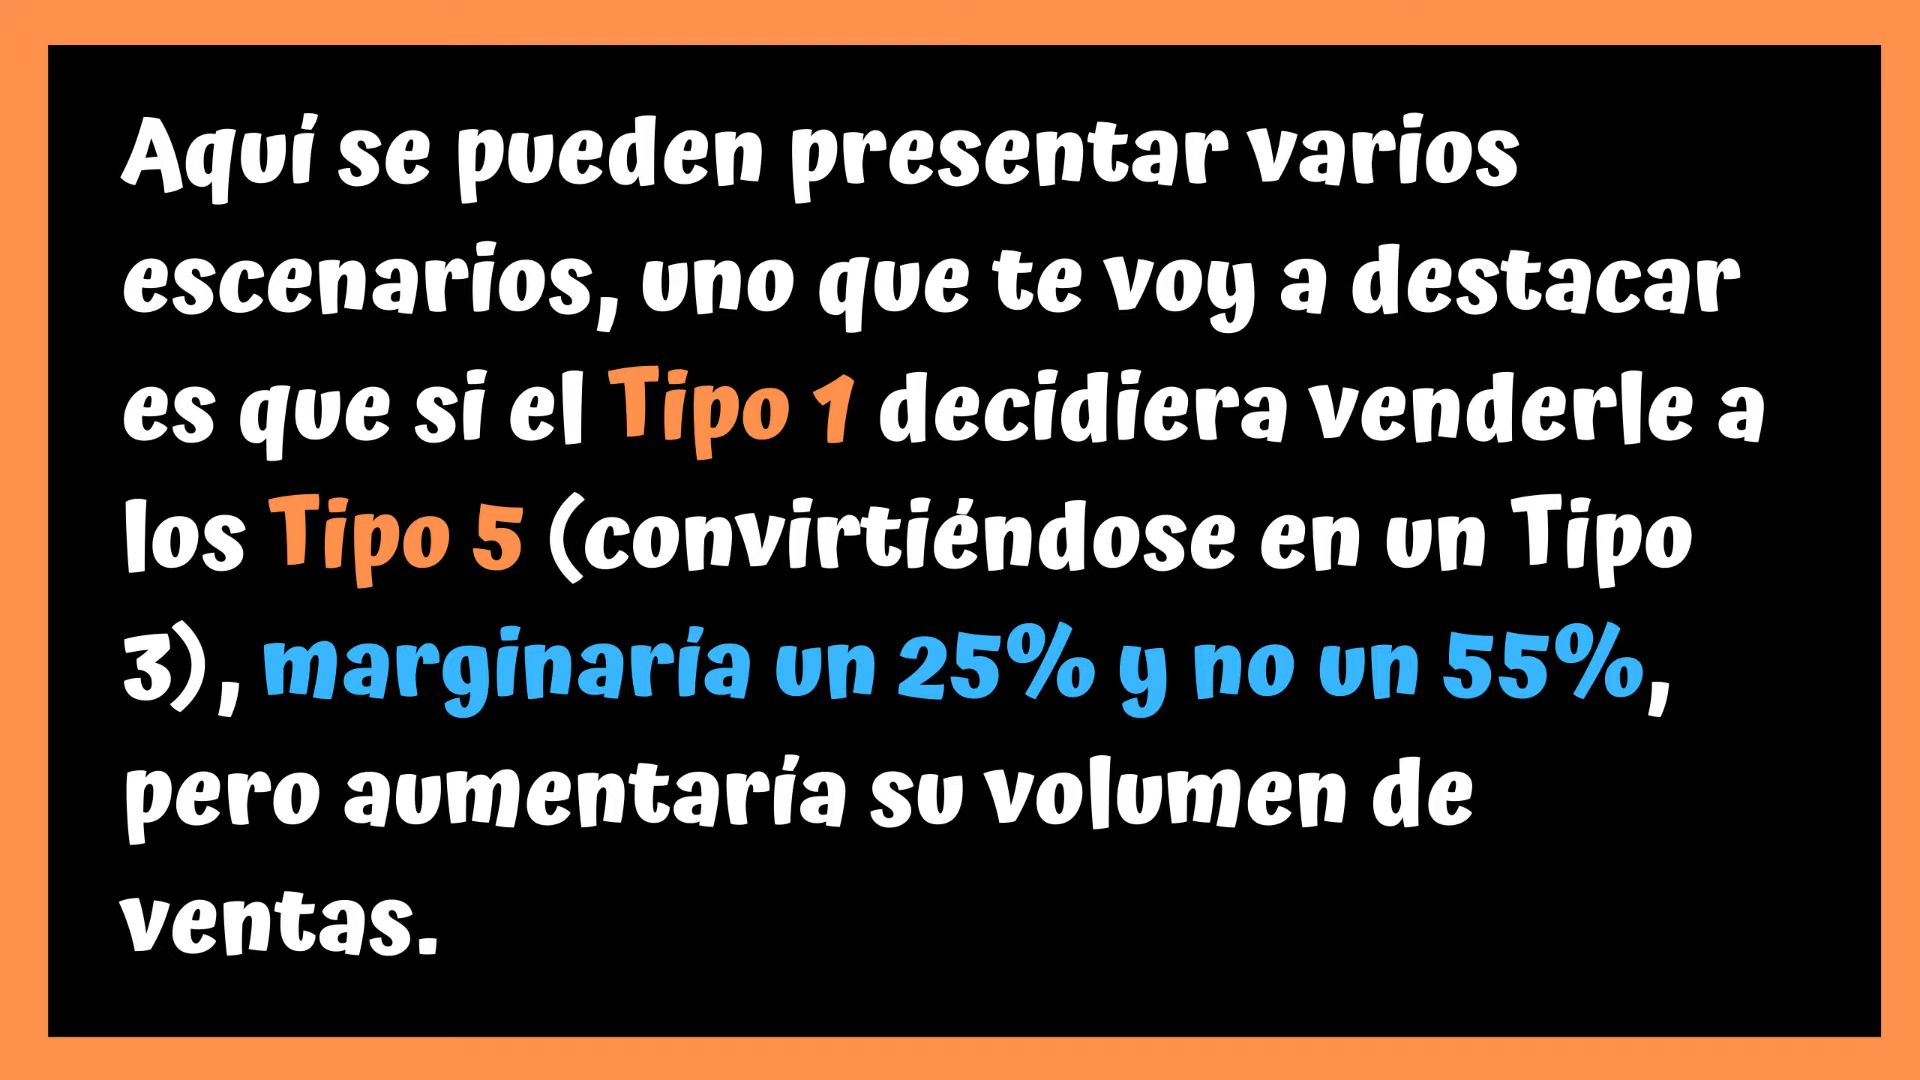 Aquí se pueden presentar varios
escenarios, uno que te voy a destacar
es que si el Tipo 1 decidiera venderle a
los Tipo 5 (convirtiéndose en un Tipo
3), marginaría un 25% y no un 55%,
pero aumentaría su volumen de
ventas.